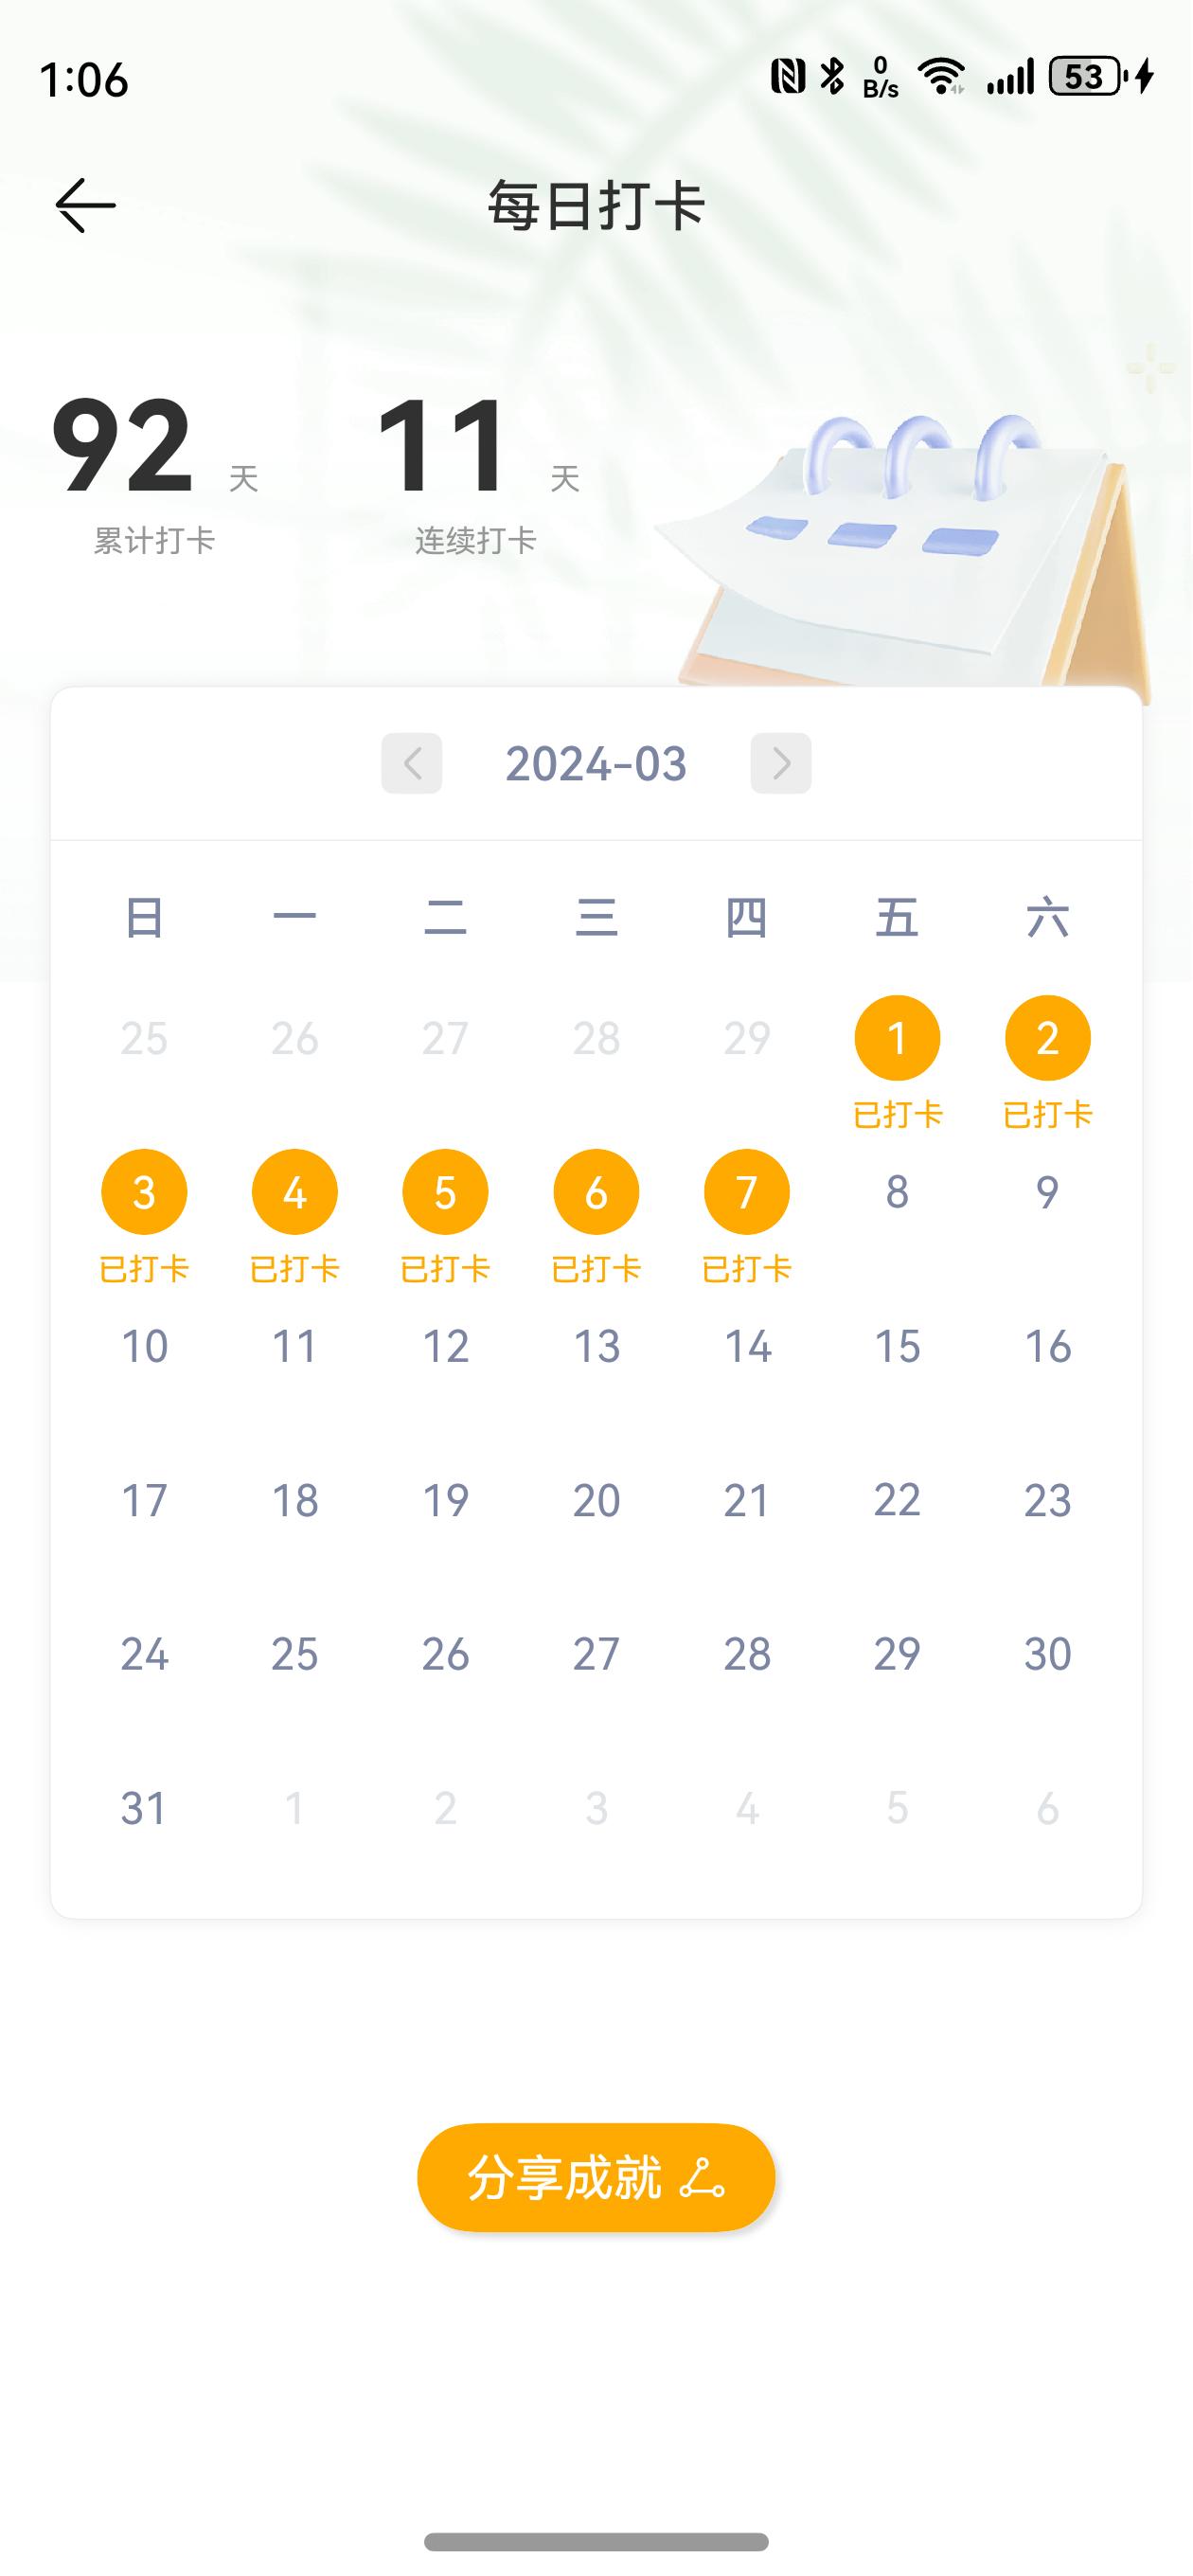 1:06 0 B/s 53
每日打卡
92 天 11 天
累计打卡 连续打卡
2024-03
日 一 二 三 四 五 六
25 26 27 28 29 1 2
已打卡 已打卡
3 4 5 6 7 8 9
已打卡 已打卡 已打卡 已打卡 已打卡
10 11 12 13 14 15 16
17 18 19 20 21 22 23
24 25 26 27 28 29 30
31 1 2 3 4 5 6
分享成就